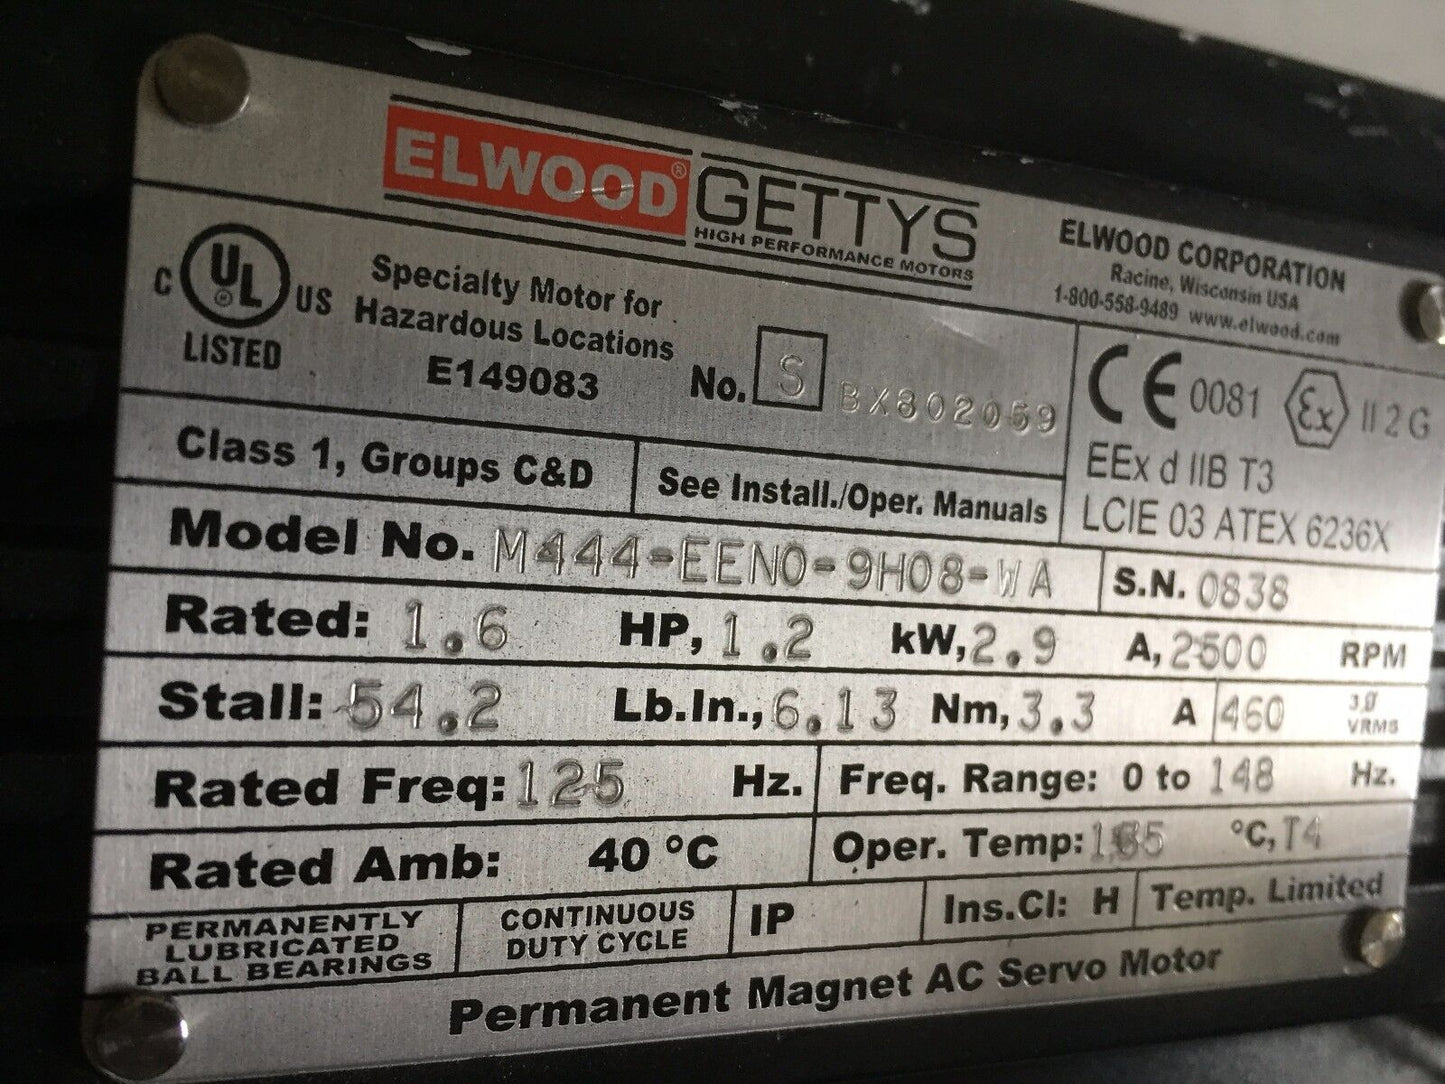 ELWOOD® GETTYS
HIGH PERFORMANCE MOTORS
ELWOOD CORPORATION
Racine, Wisconsin USA
1-800-558-9489 www.elwood.com
C UL ® US
LISTED
Specialty Motor for
Hazardous Locations
E149083
No. S BX802059
CE 0081 Ex II 2 G
EEx d IIB T3
LCIE 03 ATEX 6236X
Class 1, Groups C&D
See Install./Oper. Manuals
Model No. M444-EENO-9H08-WA
S.N. 0838
Rated: 1.6 HP, 1.2 kW, 2.9 A, 2500 RPM
Stall: 54.2 Lb.In., 6.13 Nm, 3.3 A 460 3Ø VRMS
Rated Freq: 125 Hz. Freq. Range: 0 to 148 Hz.
Rated Amb: 40 °C Oper. Temp: °C, T4
PERMANENTLY
LUBRICATED
BALL BEARINGS
CONTINUOUS
DUTY CYCLE
IP
Ins.Cl: H
Temp. Limited
Permanent Magnet AC Servo Motor